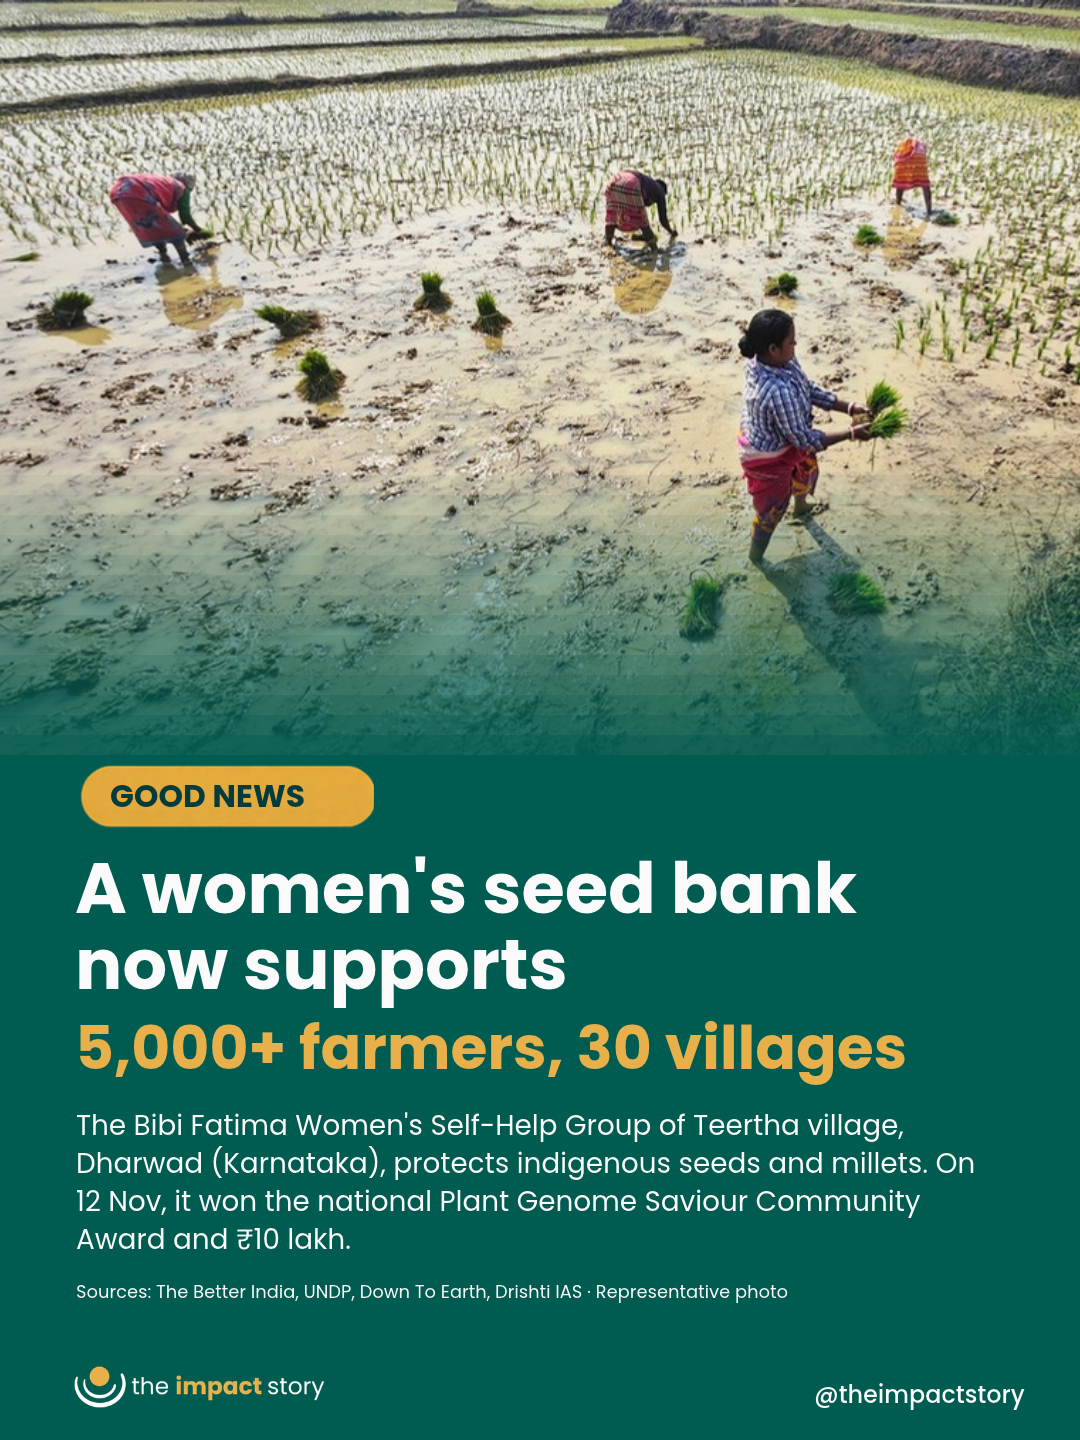 GOOD NEWS
A women's seed bank
now supports
5,000+ farmers, 30 villages
The Bibi Fatima Women's Self-Help Group of Teertha village,
Dharwad (Karnataka), protects indigenous seeds and millets. On
12 Nov, it won the national Plant Genome Saviour Community
Award and ₹10 lakh.
Sources: The Better India, UNDP, Down To Earth, Drishti IAS · Representative photo
the impact story
@theimpactstory